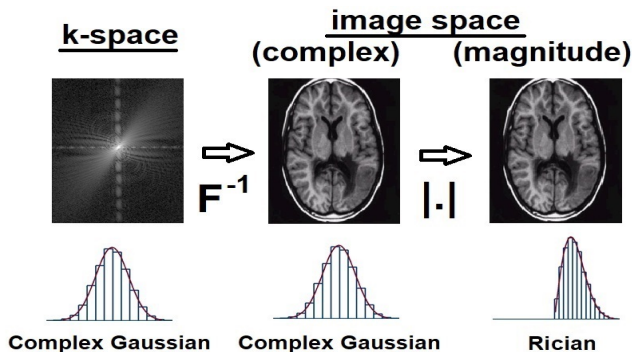 k-space
image space
(complex)
(magnitude)
F⁻¹
|.|
Complex Gaussian
Complex Gaussian
Rician